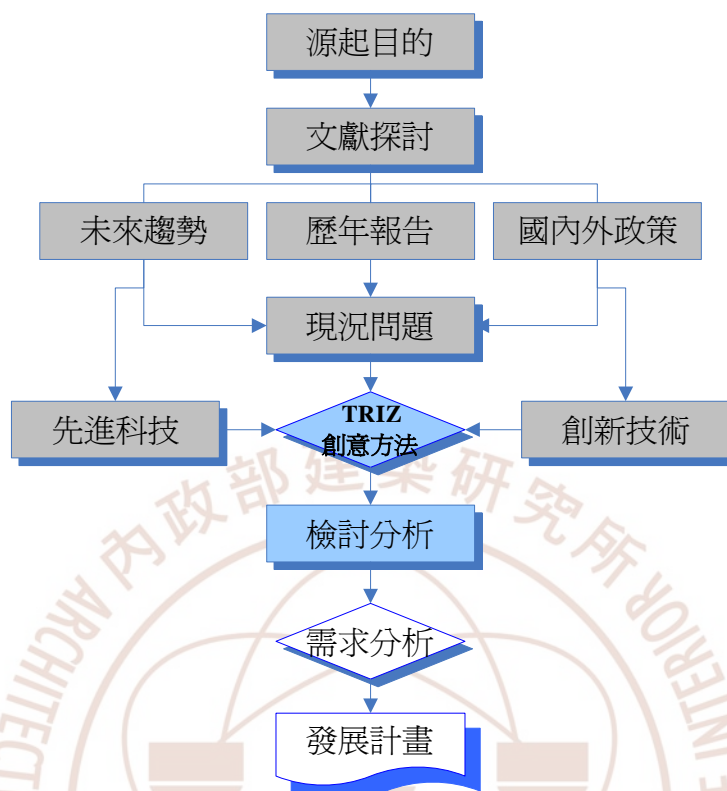 源起目的
文獻探討
未來趨勢
歷年報告
國內外政策
現況問題
先進科技
TRIZ
創意方法
創新技術
檢討分析
需求分析
發展計畫
內政部建築研究所
ARCHITECT
INTERIOR